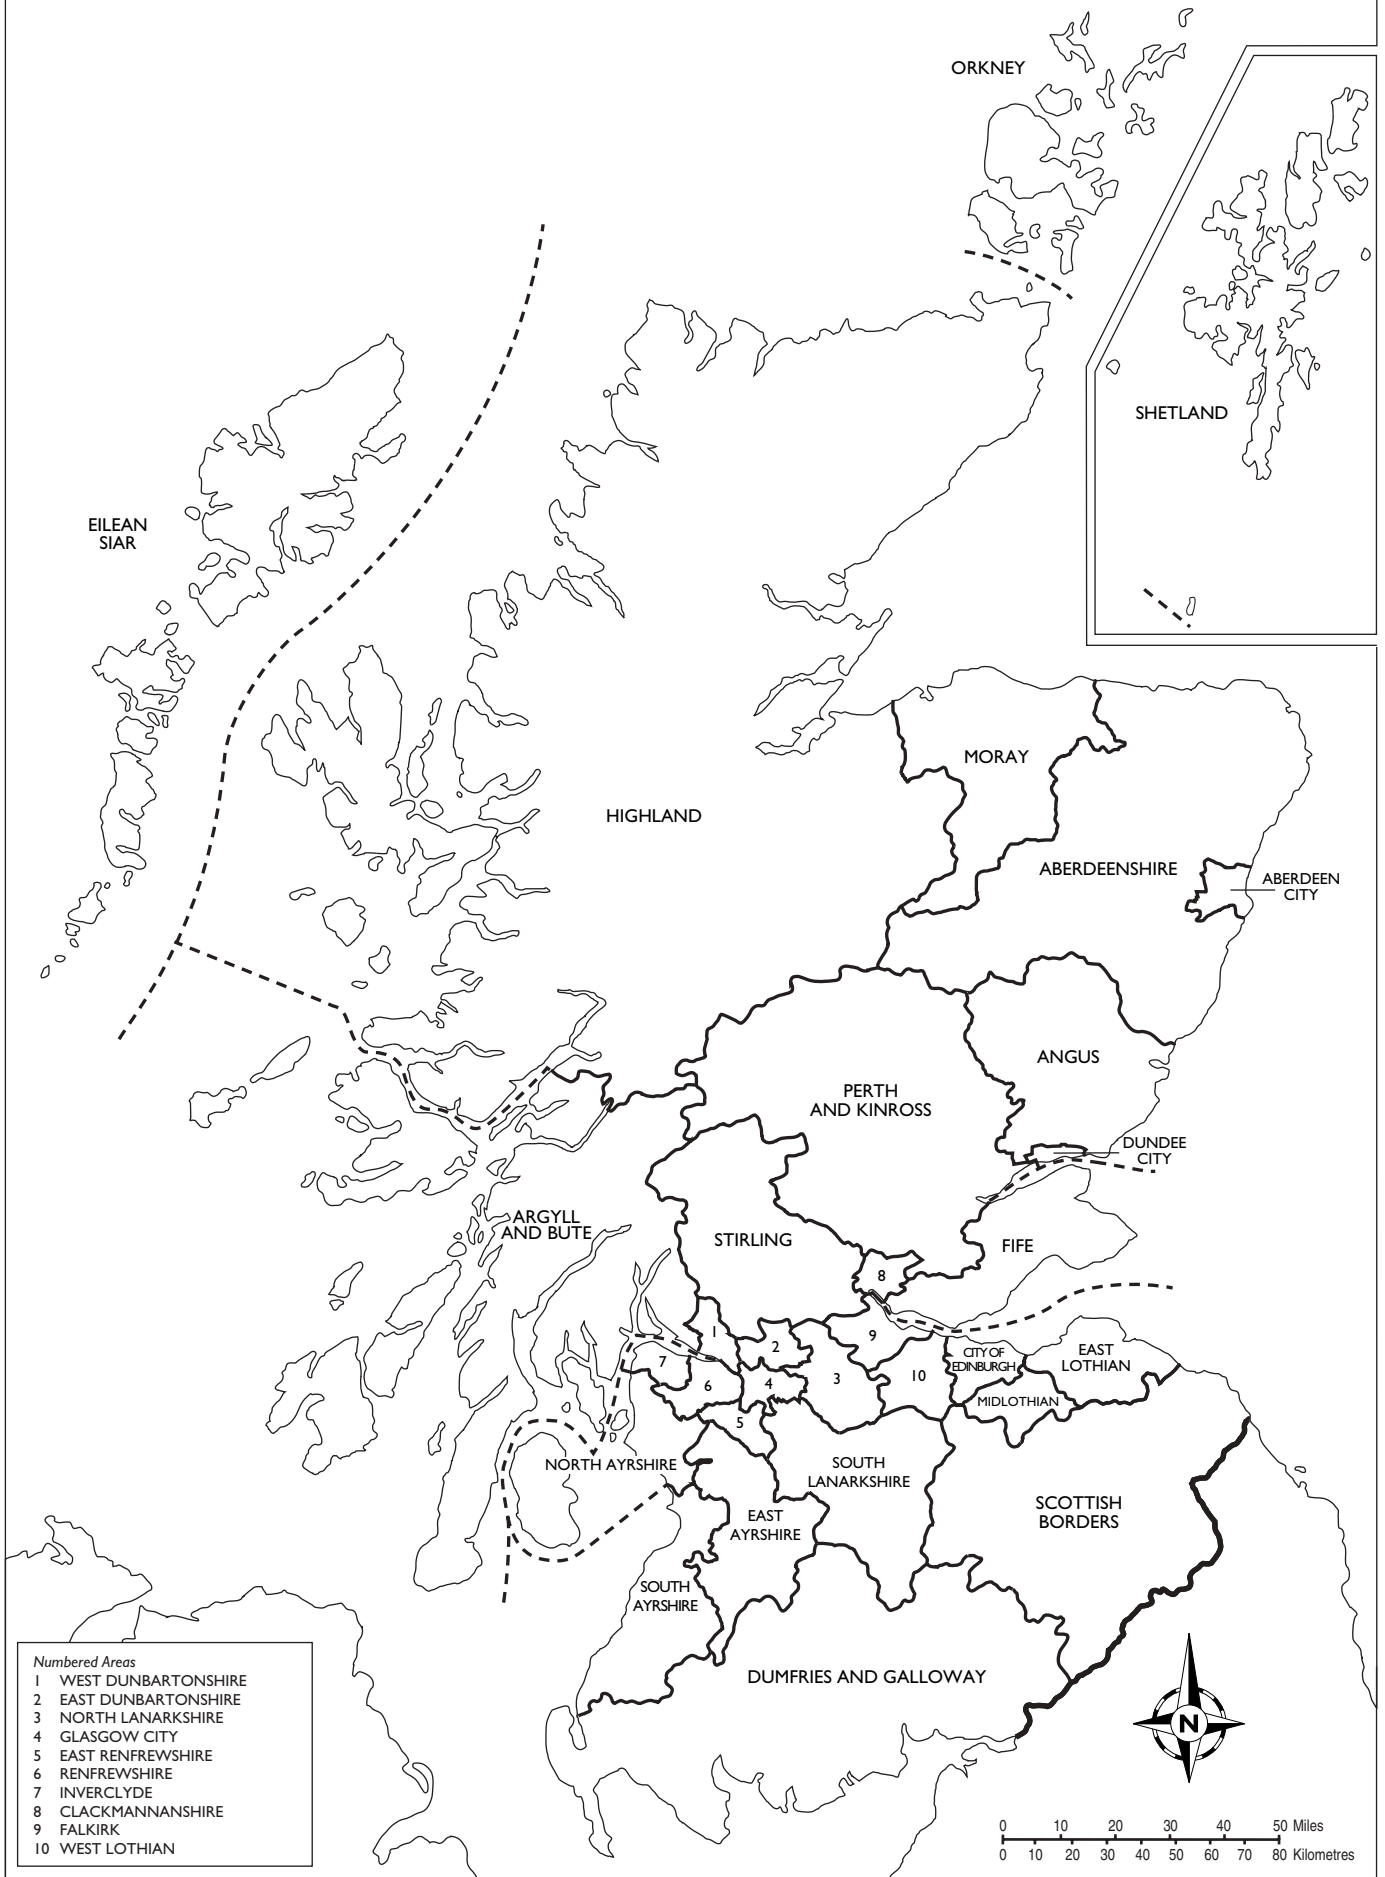 ORKNEY
SHETLAND
EILEAN
SIAR
MORAY
HIGHLAND
ABERDEENSHIRE
ABERDEEN
CITY
ANGUS
PERTH
AND KINROSS
DUNDEE
CITY
ARGYLL
AND BUTE
STIRLING
FIFE
8
1
2
9
7
6
4
3
10
5
CITY OF
EDINBURGH
EAST
LOTHIAN
MIDLOTHIAN
NORTH AYRSHIRE
SOUTH
LANARKSHIRE
EAST
AYRSHIRE
SCOTTISH
BORDERS
SOUTH
AYRSHIRE
DUMFRIES AND GALLOWAY
Numbered Areas
1 WEST DUNBARTONSHIRE
2 EAST DUNBARTONSHIRE
3 NORTH LANARKSHIRE
4 GLASGOW CITY
5 EAST RENFREWSHIRE
6 RENFREWSHIRE
7 INVERCLYDE
8 CLACKMANNANSHIRE
9 FALKIRK
10 WEST LOTHIAN
N
0 10 20 30 40 50 Miles
0 10 20 30 40 50 60 70 80 Kilometres